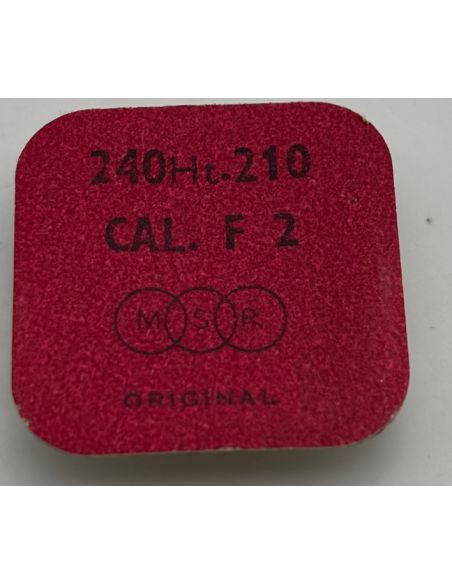 240Ht.210
CAL. F 2
M S R
ORIGINAL